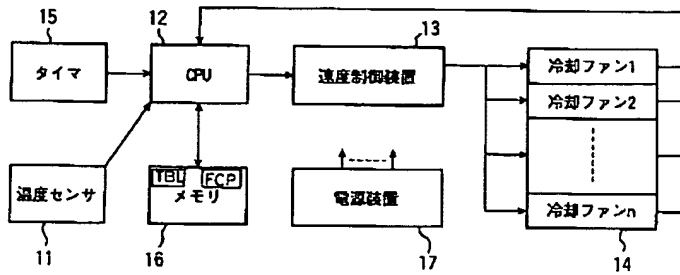 15
12
13
タイマ
CPU
速度制御装置
冷却ファン1
冷却ファン2
温度センサ
TBL
FCP
メモリ
電源装置
冷却ファンn
11
16
17
14